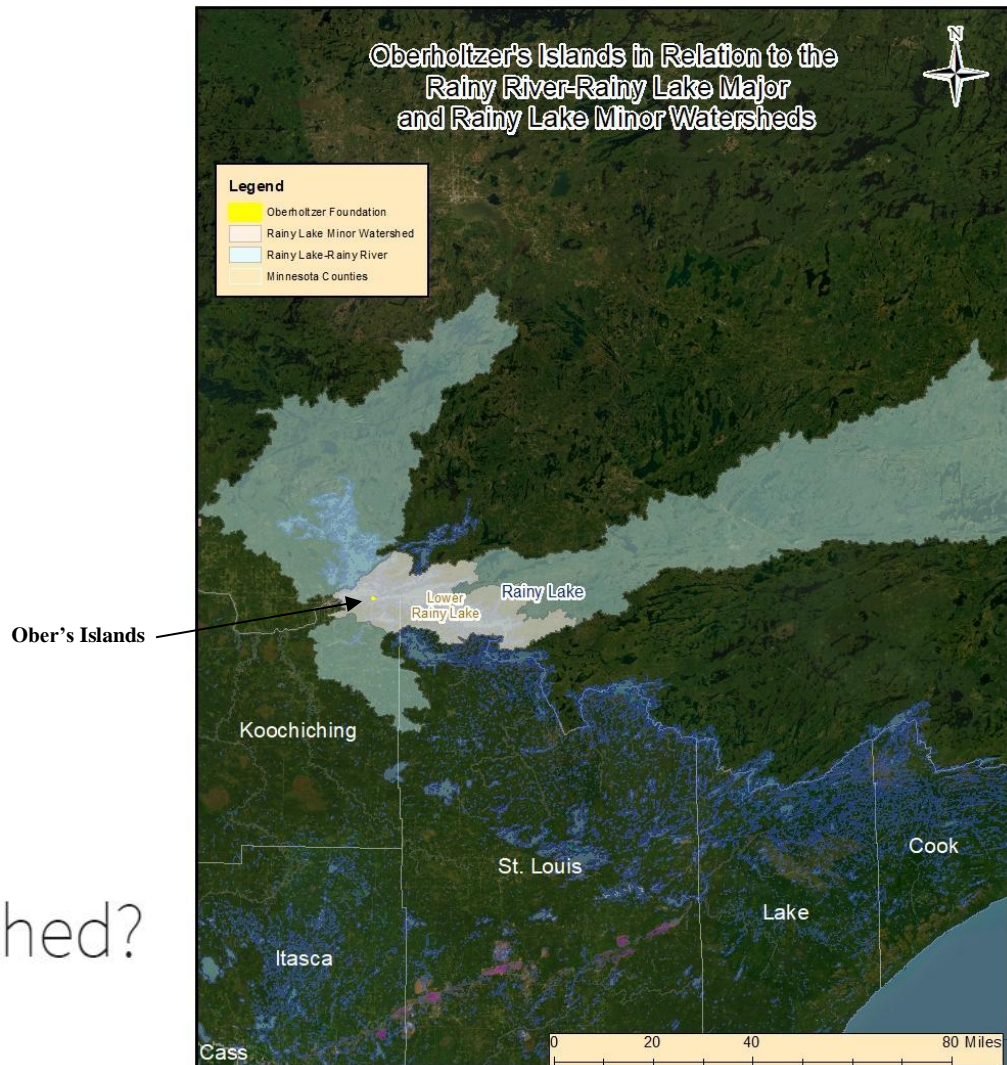 Oberholtzer's Islands in Relation to the
Rainy River-Rainy Lake Major
and Rainy Lake Minor Watersheds
N
Legend
Oberholtzer Foundation
Rainy Lake Minor Watershed
Rainy Lake-Rainy River
Minnesota Counties
Rainy Lake
Lower
Rainy Lake
Ober's Islands
Koochiching
St. Louis
Cook
Lake
hed?
Itasca
Cass
0 20 40 80 Miles